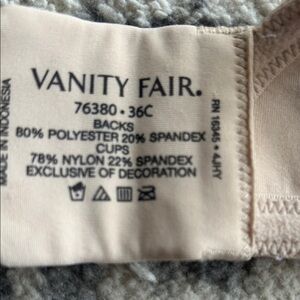 VANITY FAIR.
76380 • 36C
BACKS
80% POLYESTER 20% SPANDEX
CUPS
78% NYLON 22% SPANDEX
EXCLUSIVE OF DECORATION
MADE IN INDONESIA
RN 16345 • 4JHY